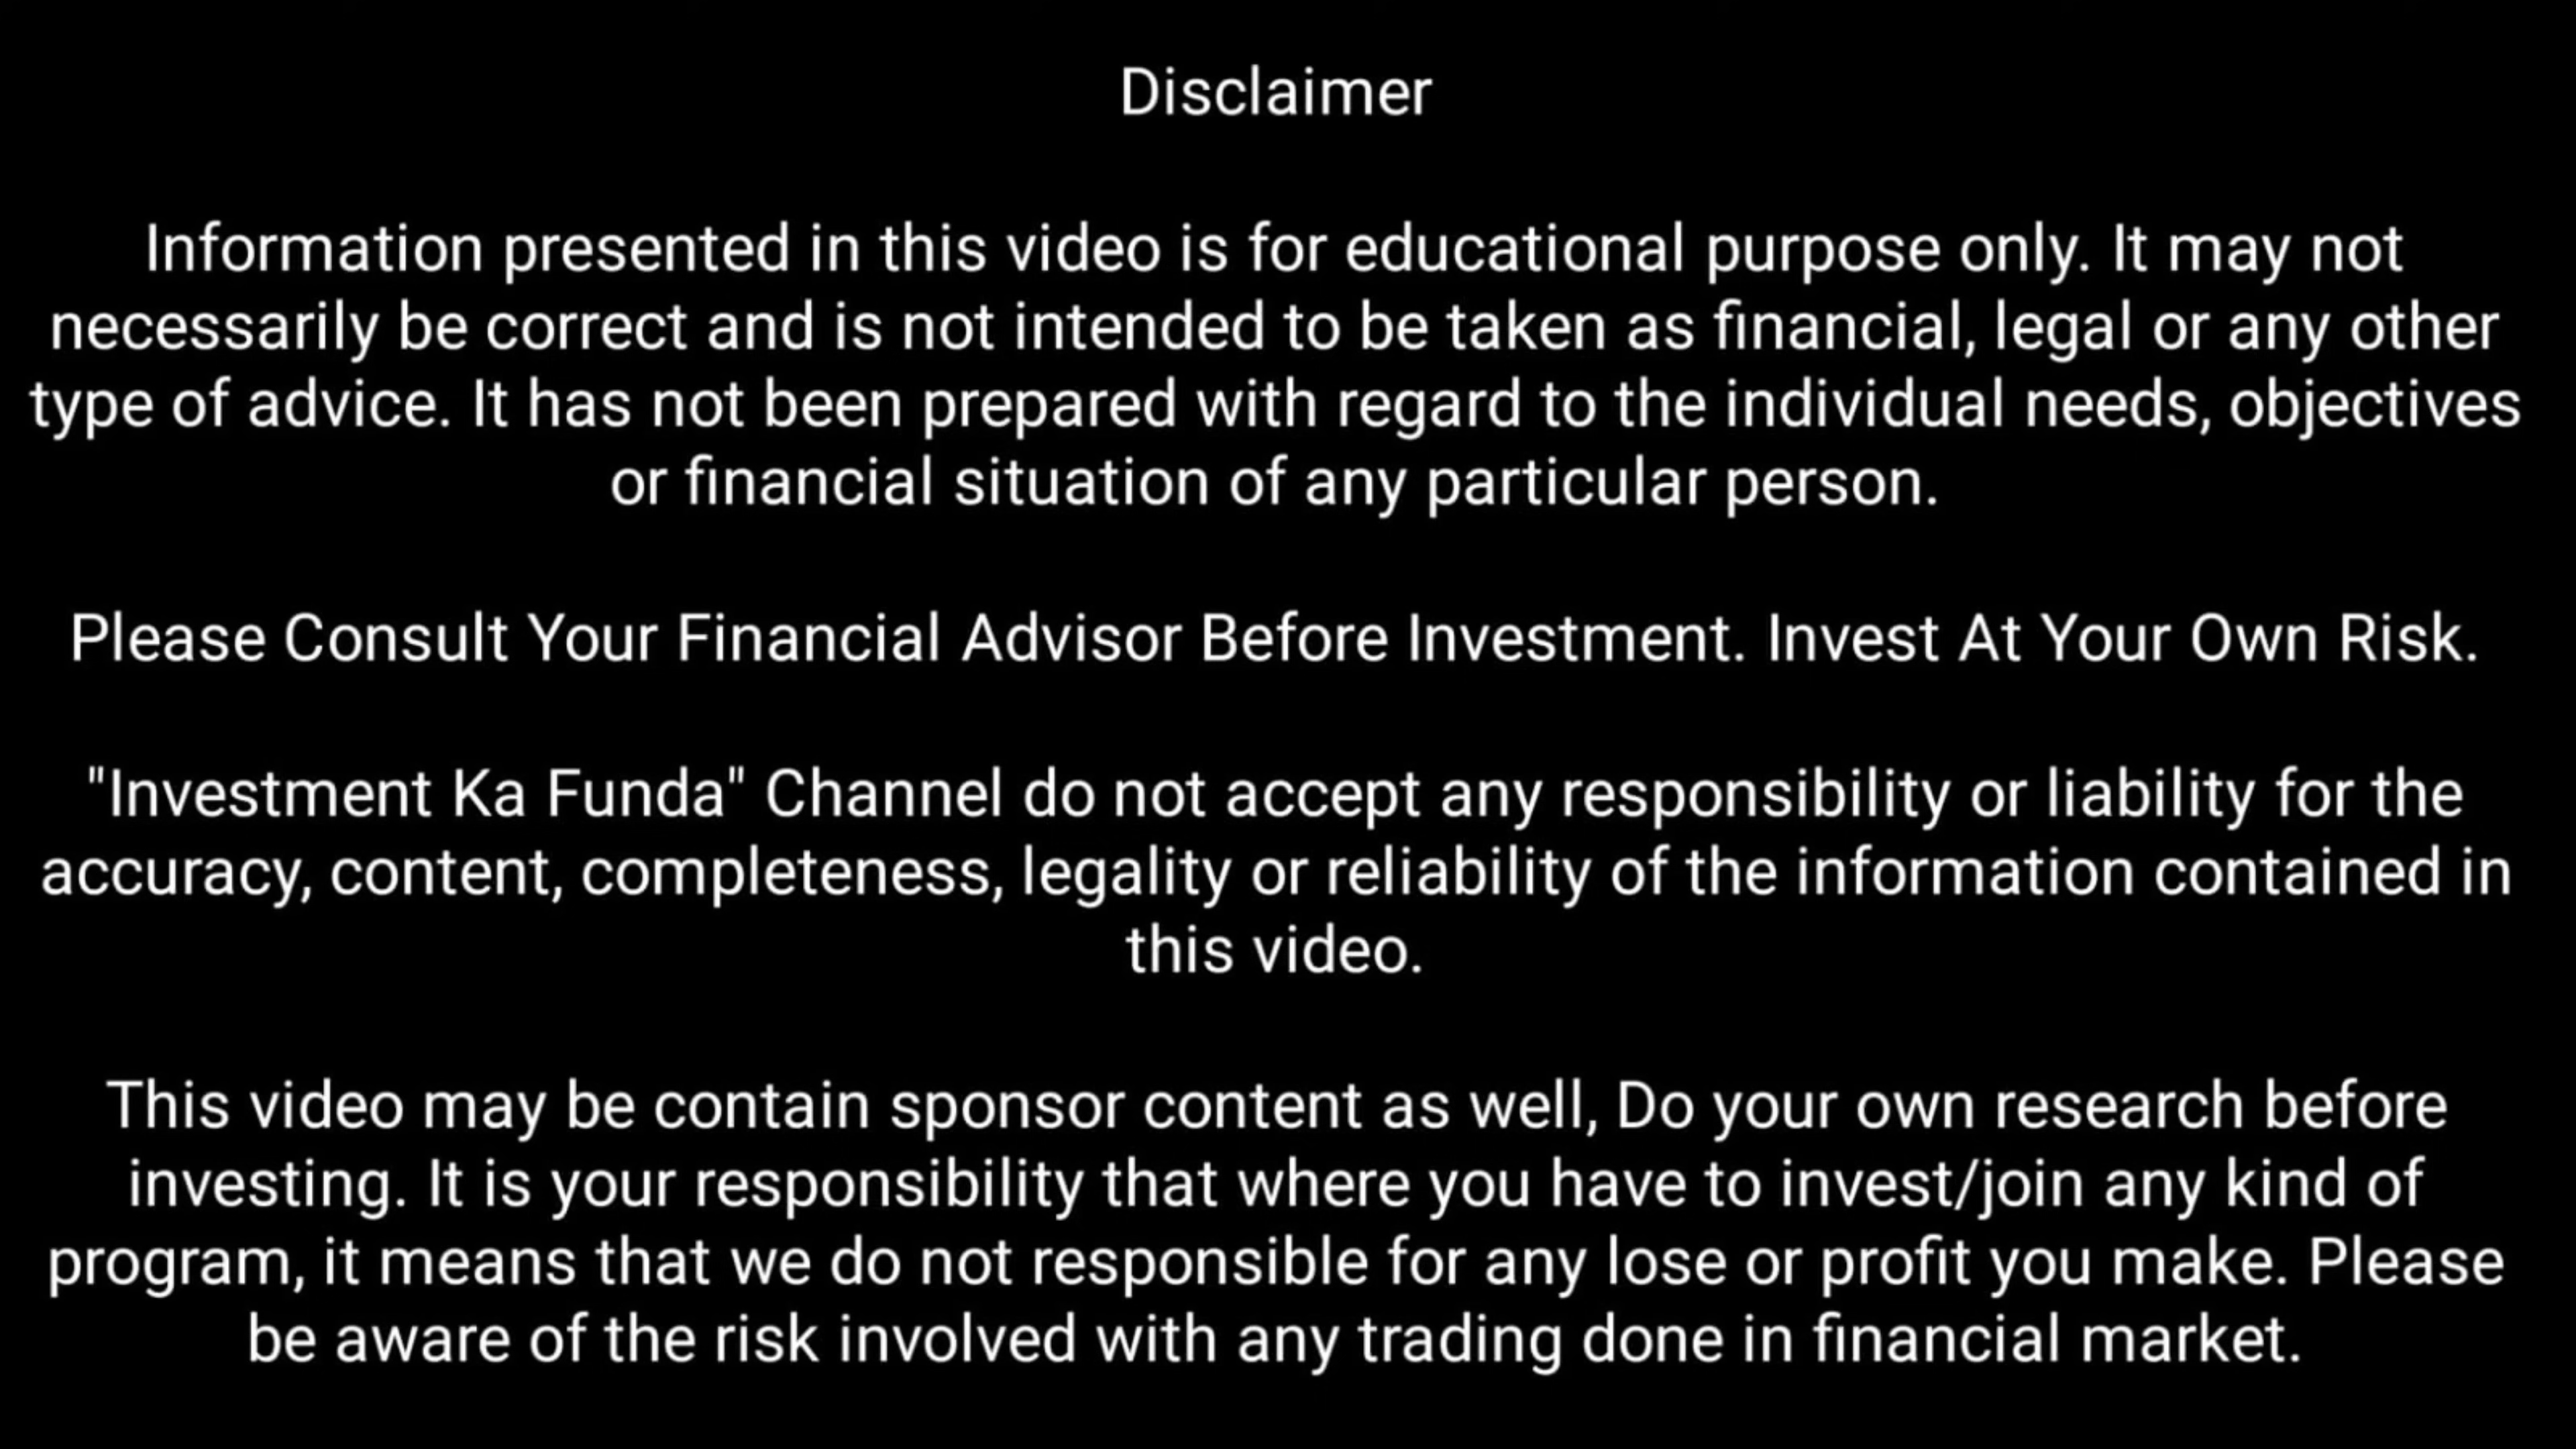 Disclaimer
Information presented in this video is for educational purpose only. It may not
necessarily be correct and is not intended to be taken as financial, legal or any other
type of advice. It has not been prepared with regard to the individual needs, objectives
or financial situation of any particular person.
Please Consult Your Financial Advisor Before Investment. Invest At Your Own Risk.
"Investment Ka Funda" Channel do not accept any responsibility or liability for the
accuracy, content, completeness, legality or reliability of the information contained in
this video.
This video may be contain sponsor content as well, Do your own research before
investing. It is your responsibility that where you have to invest/join any kind of
program, it means that we do not responsible for any lose or profit you make. Please
be aware of the risk involved with any trading done in financial market.